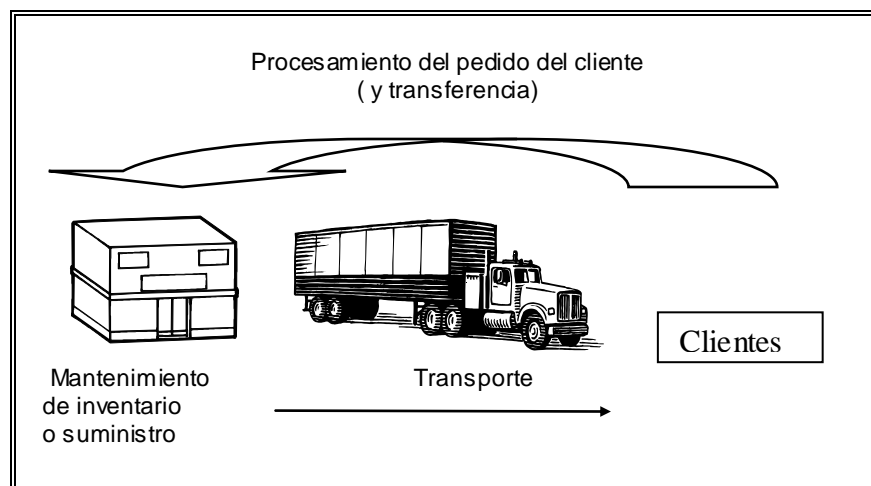 Procesamiento del pedido del cliente
( y transferencia)
Clientes
Mantenimiento
de inventario
o suministro
Transporte